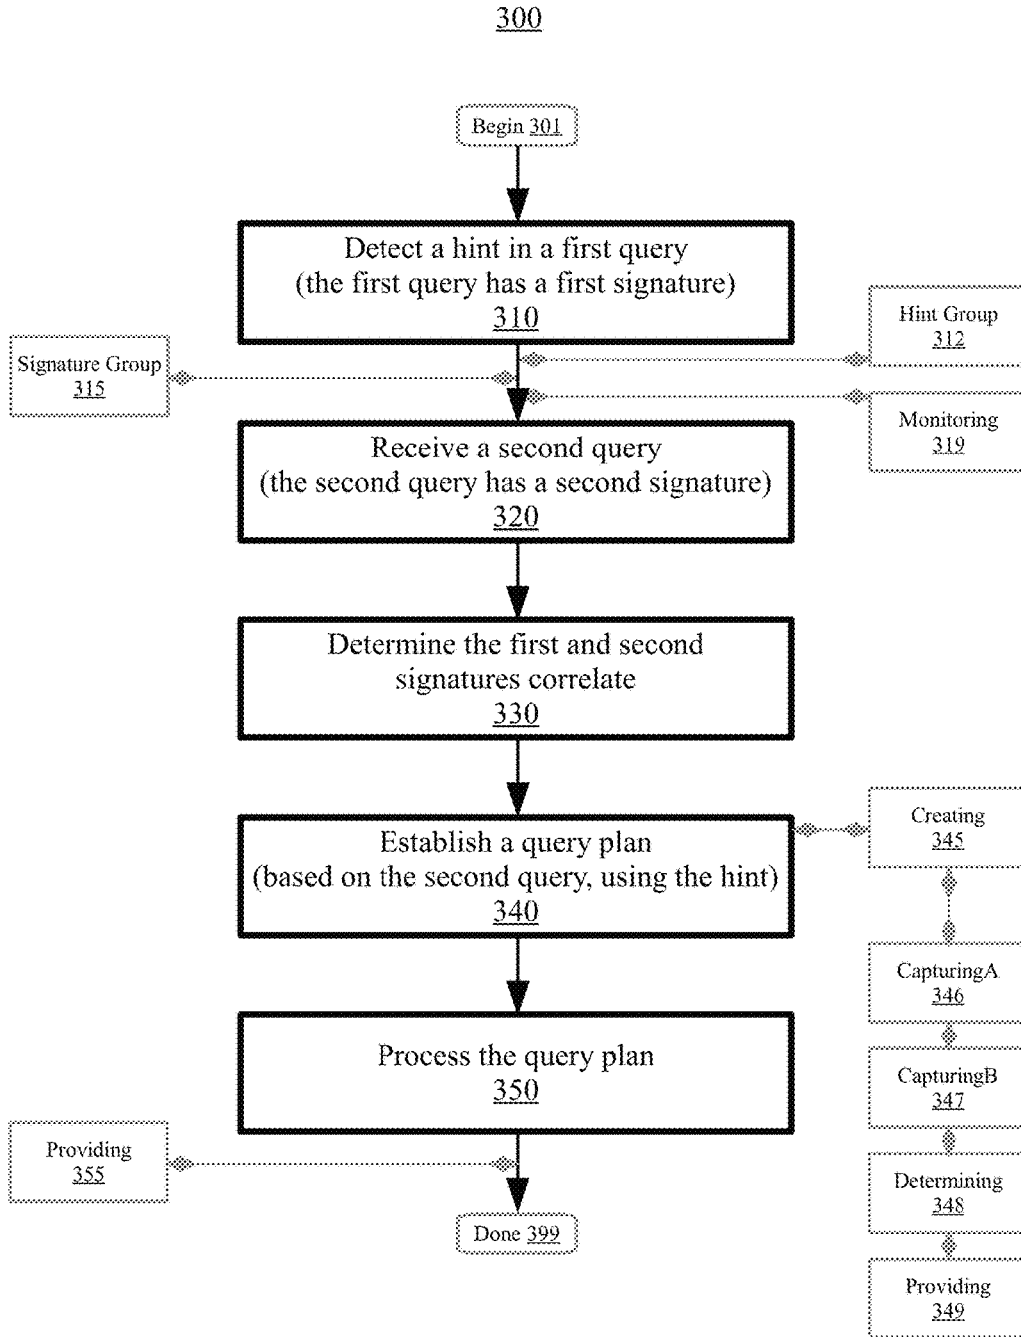 300
Begin 301
Detect a hint in a first query
(the first query has a first signature)
310
Hint Group
312
Signature Group
315
Monitoring
319
Receive a second query
(the second query has a second signature)
320
Determine the first and second
signatures correlate
330
Establish a query plan
(based on the second query, using the hint)
340
Creating
345
CapturingA
346
Process the query plan
350
CapturingB
347
Providing
355
Determining
348
Done 399
Providing
349